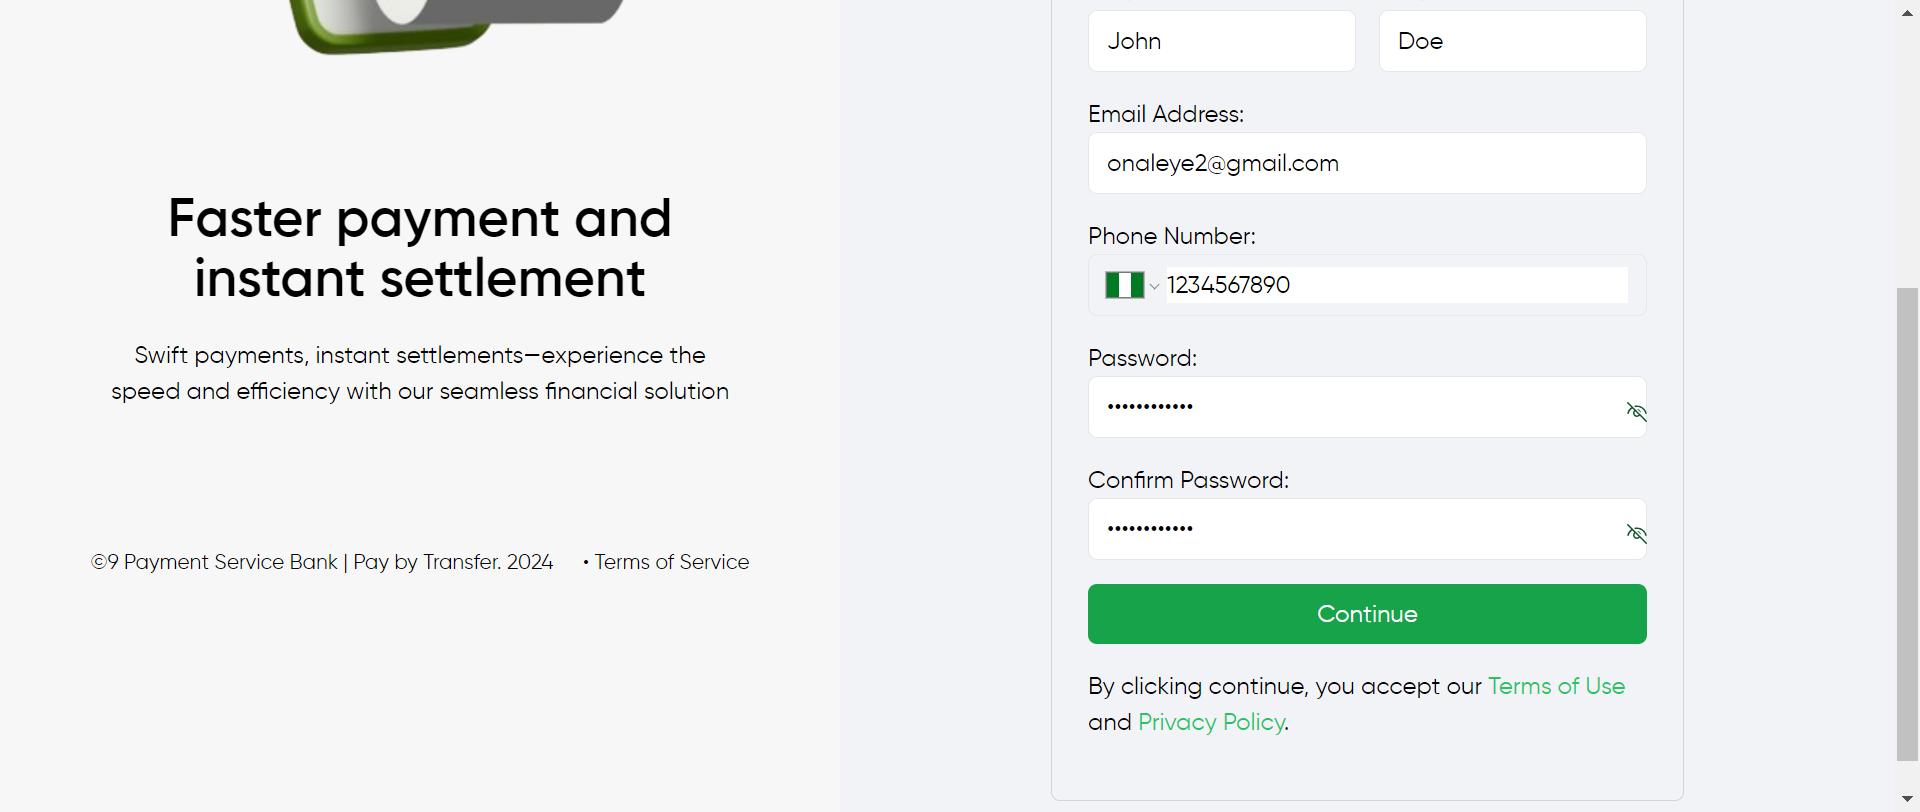 Faster payment and
instant settlement
Swift payments, instant settlements—experience the
speed and efficiency with our seamless financial solution
©9 Payment Service Bank | Pay by Transfer. 2024 • Terms of Service
John Doe
Email Address:
onaleye2@gmail.com
Phone Number:
1234567890
Password:
••••••••••••
Confirm Password:
••••••••••••
Continue
By clicking continue, you accept our Terms of Use
and Privacy Policy.